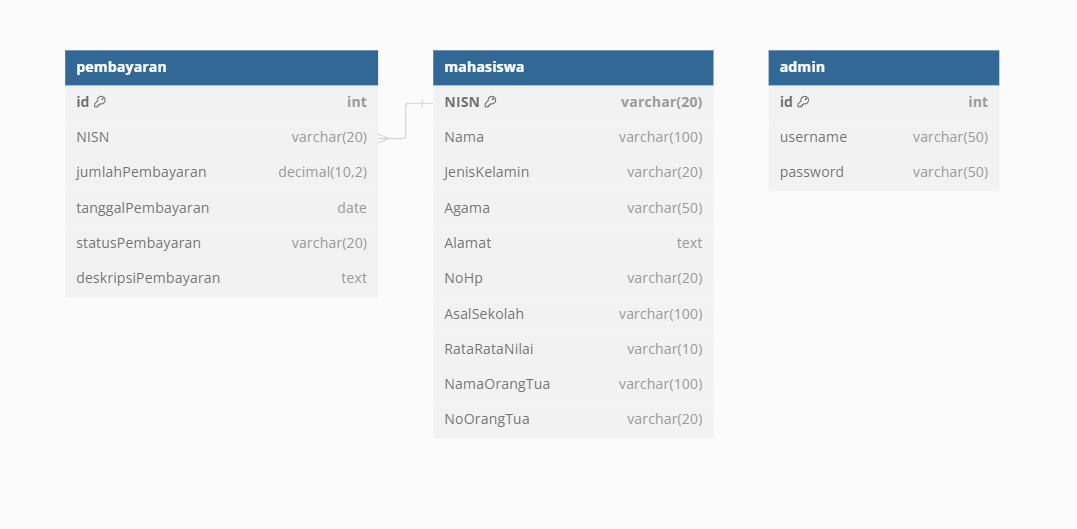 pembayaran
id int
NISN varchar(20)
jumlahPembayaran decimal(10,2)
tanggalPembayaran date
statusPembayaran varchar(20)
deskripsiPembayaran text
mahasiswa
NISN varchar(20)
Nama varchar(100)
JenisKelamin varchar(20)
Agama varchar(50)
Alamat text
NoHp varchar(20)
AsalSekolah varchar(100)
RataRataNilai varchar(10)
NamaOrangTua varchar(100)
NoOrangTua varchar(20)
admin
id int
username varchar(50)
password varchar(50)